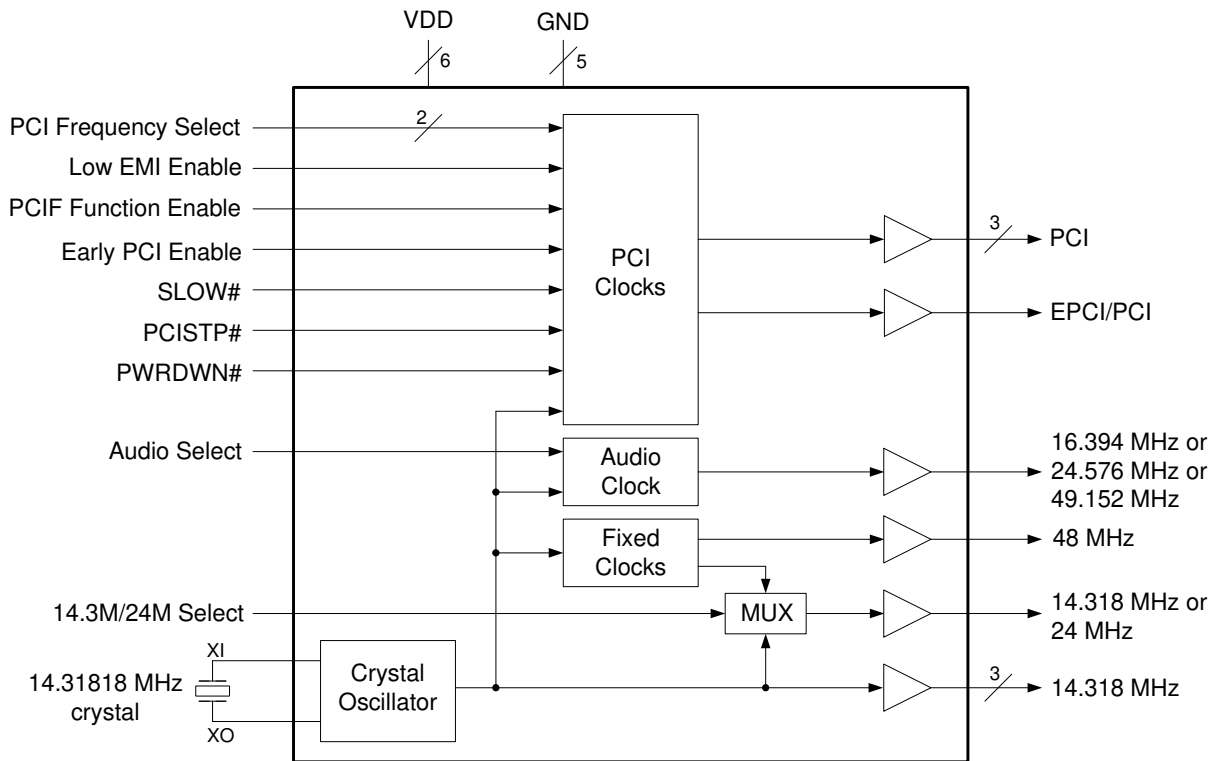 VDD
GND
6
5
PCI Frequency Select
2
Low EMI Enable
PCIF Function Enable
Early PCI Enable
SLOW#
PCISTP#
PWRDWN#
PCI
Clocks
3
PCI
EPCI/PCI
Audio Select
Audio
Clock
16.394 MHz or
24.576 MHz or
49.152 MHz
Fixed
Clocks
48 MHz
14.3M/24M Select
MUX
14.318 MHz or
24 MHz
XI
14.31818 MHz
crystal
XO
Crystal
Oscillator
3
14.318 MHz